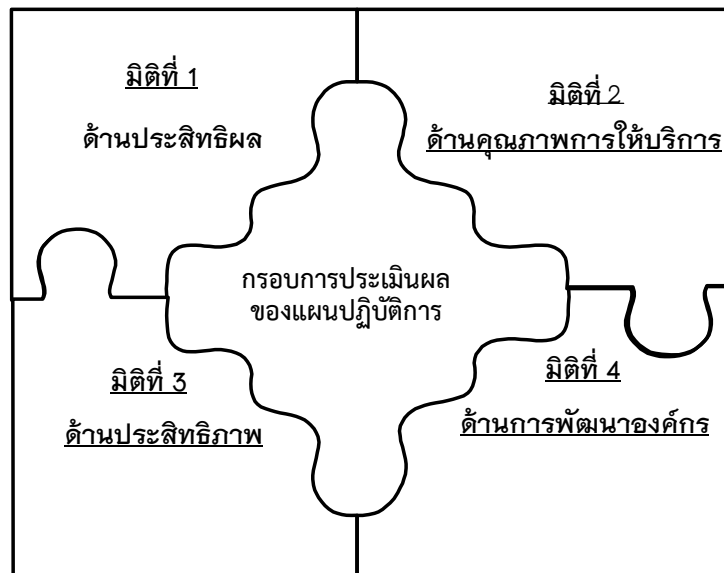 มิติที่ 1
ด้านประสิทธิผล
มิติที่ 2
ด้านคุณภาพการให้บริการ
กรอบการประเมินผล
ของแผนปฏิบัติการ
มิติที่ 3
ด้านประสิทธิภาพ
มิติที่ 4
ด้านการพัฒนาองค์กร